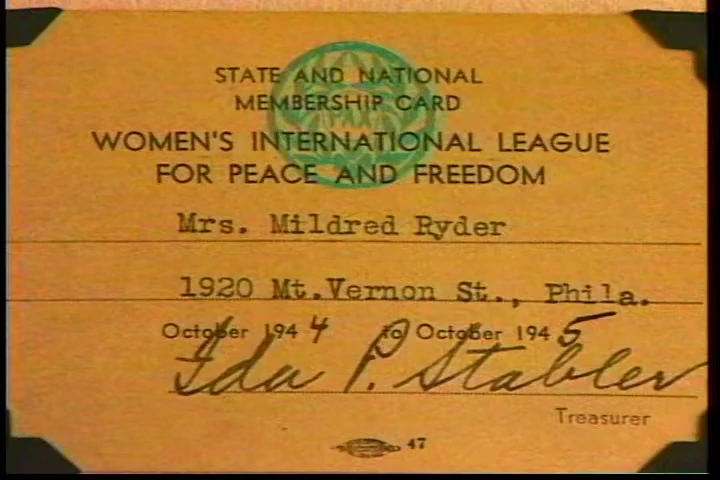 STATE AND NATIONAL
MEMBERSHIP CARD
PAX
WOMEN'S INTERNATIONAL LEAGUE
FOR PEACE AND FREEDOM
Mrs. Mildred Ryder
1920 Mt.Vernon St., Phila.
October 1944 to October 1945
Ida P. Stabler
Treasurer
47